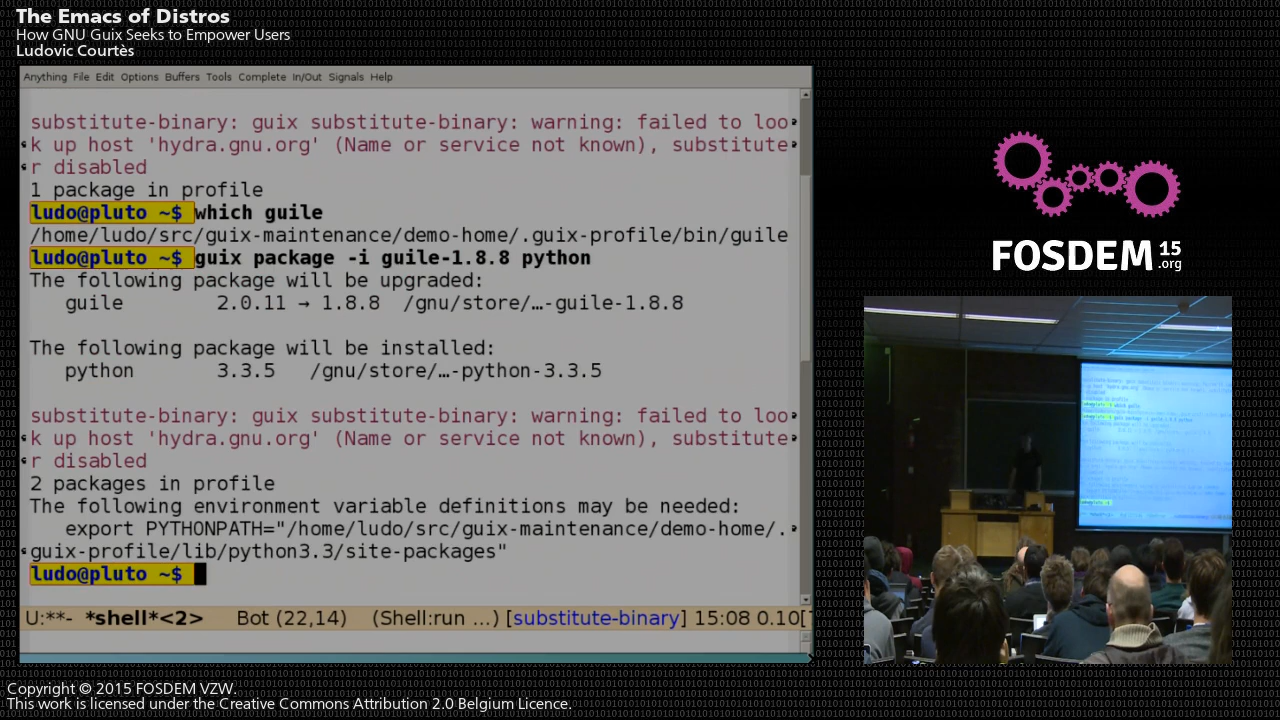 The Emacs of Distros
How GNU Guix Seeks to Empower Users
Ludovic Courtès
Anything File Edit Options Buffers Tools Complete In/Out Signals Help
substitute-binary: guix substitute-binary: warning: failed to loo
k up host 'hydra.gnu.org' (Name or service not known), substitute
r disabled
1 package in profile
ludo@pluto ~$ which guile
/home/ludo/src/guix-maintenance/demo-home/.guix-profile/bin/guile
ludo@pluto ~$ guix package -i guile-1.8.8 python
The following package will be upgraded:
guile 2.0.11 → 1.8.8 /gnu/store/…-guile-1.8.8
The following package will be installed:
python 3.3.5 /gnu/store/…-python-3.3.5
substitute-binary: guix substitute-binary: warning: failed to loo
k up host 'hydra.gnu.org' (Name or service not known), substitute
r disabled
2 packages in profile
The following environment variable definitions may be needed:
export PYTHONPATH="/home/ludo/src/guix-maintenance/demo-home/.
guix-profile/lib/python3.3/site-packages"
ludo@pluto ~$
U:**- *shell*<2> Bot (22,14) (Shell:run …) [substitute-binary] 15:08 0.10[
FOSDEM 15
.org
Copyright © 2015 FOSDEM VZW.
This work is licensed under the Creative Commons Attribution 2.0 Belgium Licence.